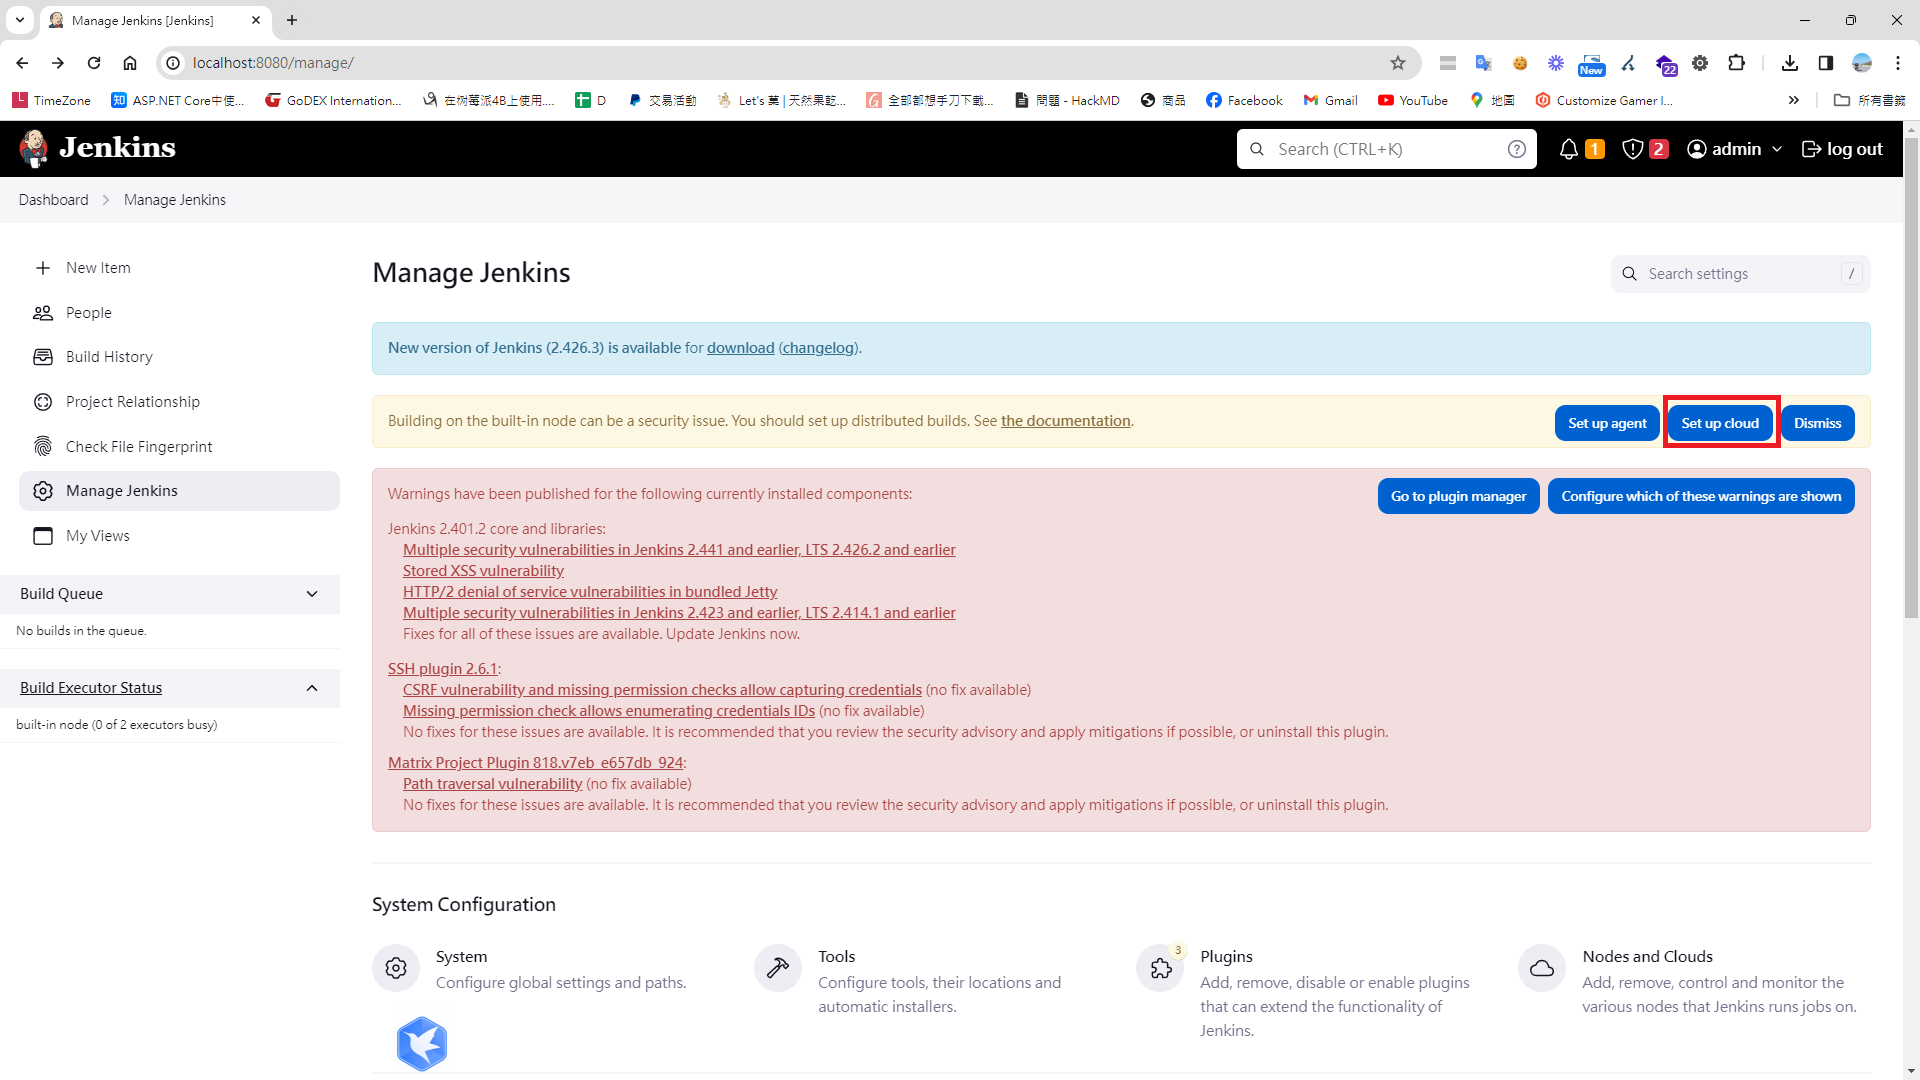 Manage Jenkins [Jenkins]
localhost:8080/manage/
New
22
TimeZone
知 ASP.NET Core中使...
GoDEX Internation...
在树莓派4B上使用....
D
交易活動
Let's 菓 | 天然果乾...
全部都想手刀下載...
問題 - HackMD
商品
Facebook
Gmail
YouTube
地圖
Customize Gamer I...
所有書籤
Jenkins
Search (CTRL+K)
1
2
admin
log out
Dashboard
Manage Jenkins
New Item
People
Build History
Project Relationship
Check File Fingerprint
Manage Jenkins
My Views
Build Queue
No builds in the queue.
Build Executor Status
built-in node (0 of 2 executors busy)
Manage Jenkins
Search settings
/
New version of Jenkins (2.426.3) is available for download (changelog).
Building on the built-in node can be a security issue. You should set up distributed builds. See the documentation.
Set up agent
Set up cloud
Dismiss
Warnings have been published for the following currently installed components:
Go to plugin manager
Configure which of these warnings are shown
Jenkins 2.401.2 core and libraries:
Multiple security vulnerabilities in Jenkins 2.441 and earlier, LTS 2.426.2 and earlier
Stored XSS vulnerability
HTTP/2 denial of service vulnerabilities in bundled Jetty
Multiple security vulnerabilities in Jenkins 2.423 and earlier, LTS 2.414.1 and earlier
Fixes for all of these issues are available. Update Jenkins now.
SSH plugin 2.6.1:
CSRF vulnerability and missing permission checks allow capturing credentials (no fix available)
Missing permission check allows enumerating credentials IDs (no fix available)
No fixes for these issues are available. It is recommended that you review the security advisory and apply mitigations if possible, or uninstall this plugin.
Matrix Project Plugin 818.v7eb_e657db_924:
Path traversal vulnerability (no fix available)
No fixes for these issues are available. It is recommended that you review the security advisory and apply mitigations if possible, or uninstall this plugin.
System Configuration
System
Configure global settings and paths.
Tools
Configure tools, their locations and
automatic installers.
3
Plugins
Add, remove, disable or enable plugins
that can extend the functionality of
Jenkins.
Nodes and Clouds
Add, remove, control and monitor the
various nodes that Jenkins runs jobs on.